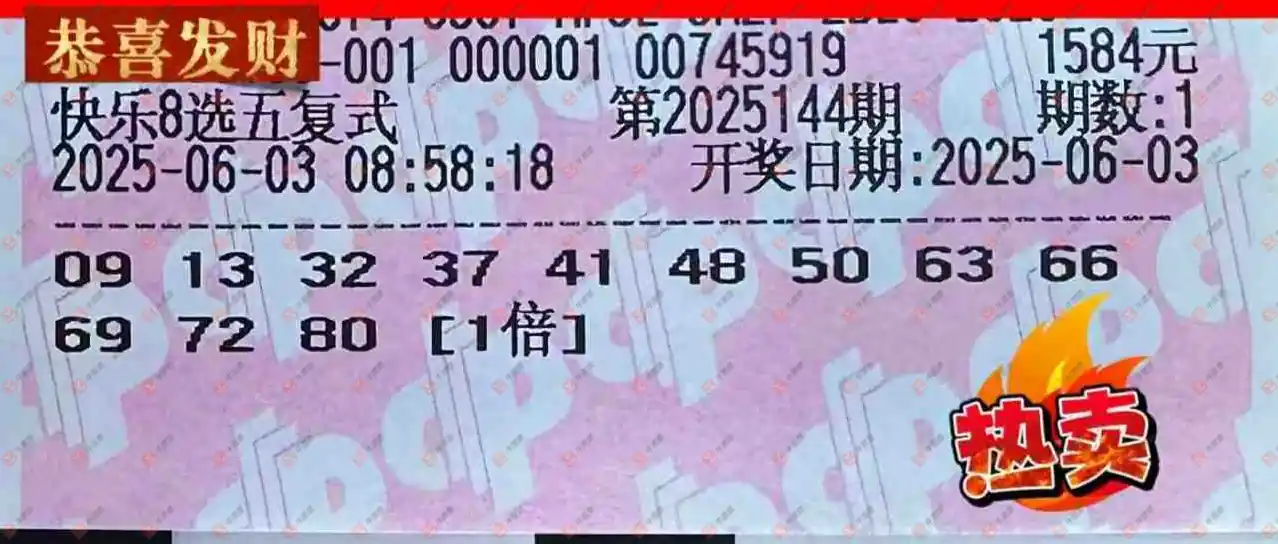 恭喜发财
-001 000001 00745919 1584元
快乐8选五复式 第2025144期 期数:1
2025-06-03 08:58:18 开奖日期:2025-06-03
09 13 32 37 41 48 50 63 66
69 72 80 [1倍]
热卖